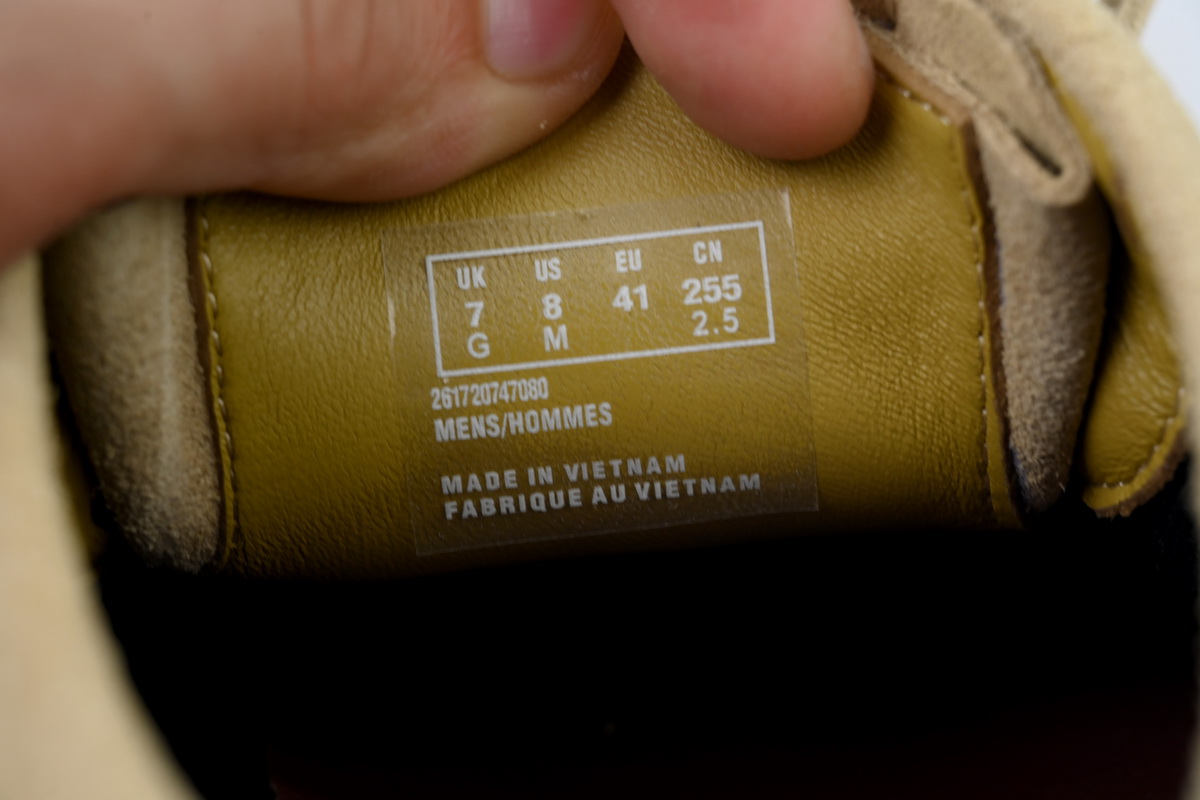 UK US EU CN
7 8 41 255
G M 2.5
261720747080
MENS/HOMMES
MADE IN VIETNAM
FABRIQUE AU VIETNAM